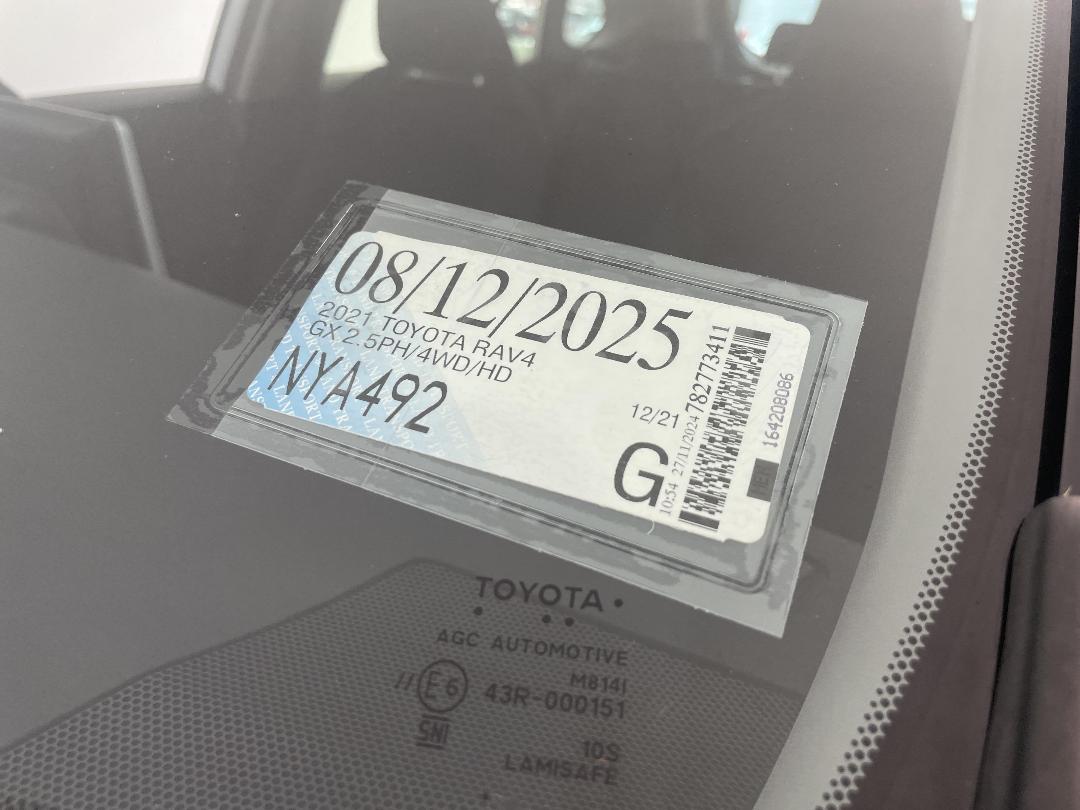 08/12/2025
2021 TOYOTA RAV4
GX 2.5PH/4WD/HD
NYA492
12/21
G
10:54 27/11/2024
782773411
164208086
TOYOTA
AGC AUTOMOTIVE
M814I
//E6 43R-000151
SNI
10S
LAMISAFE